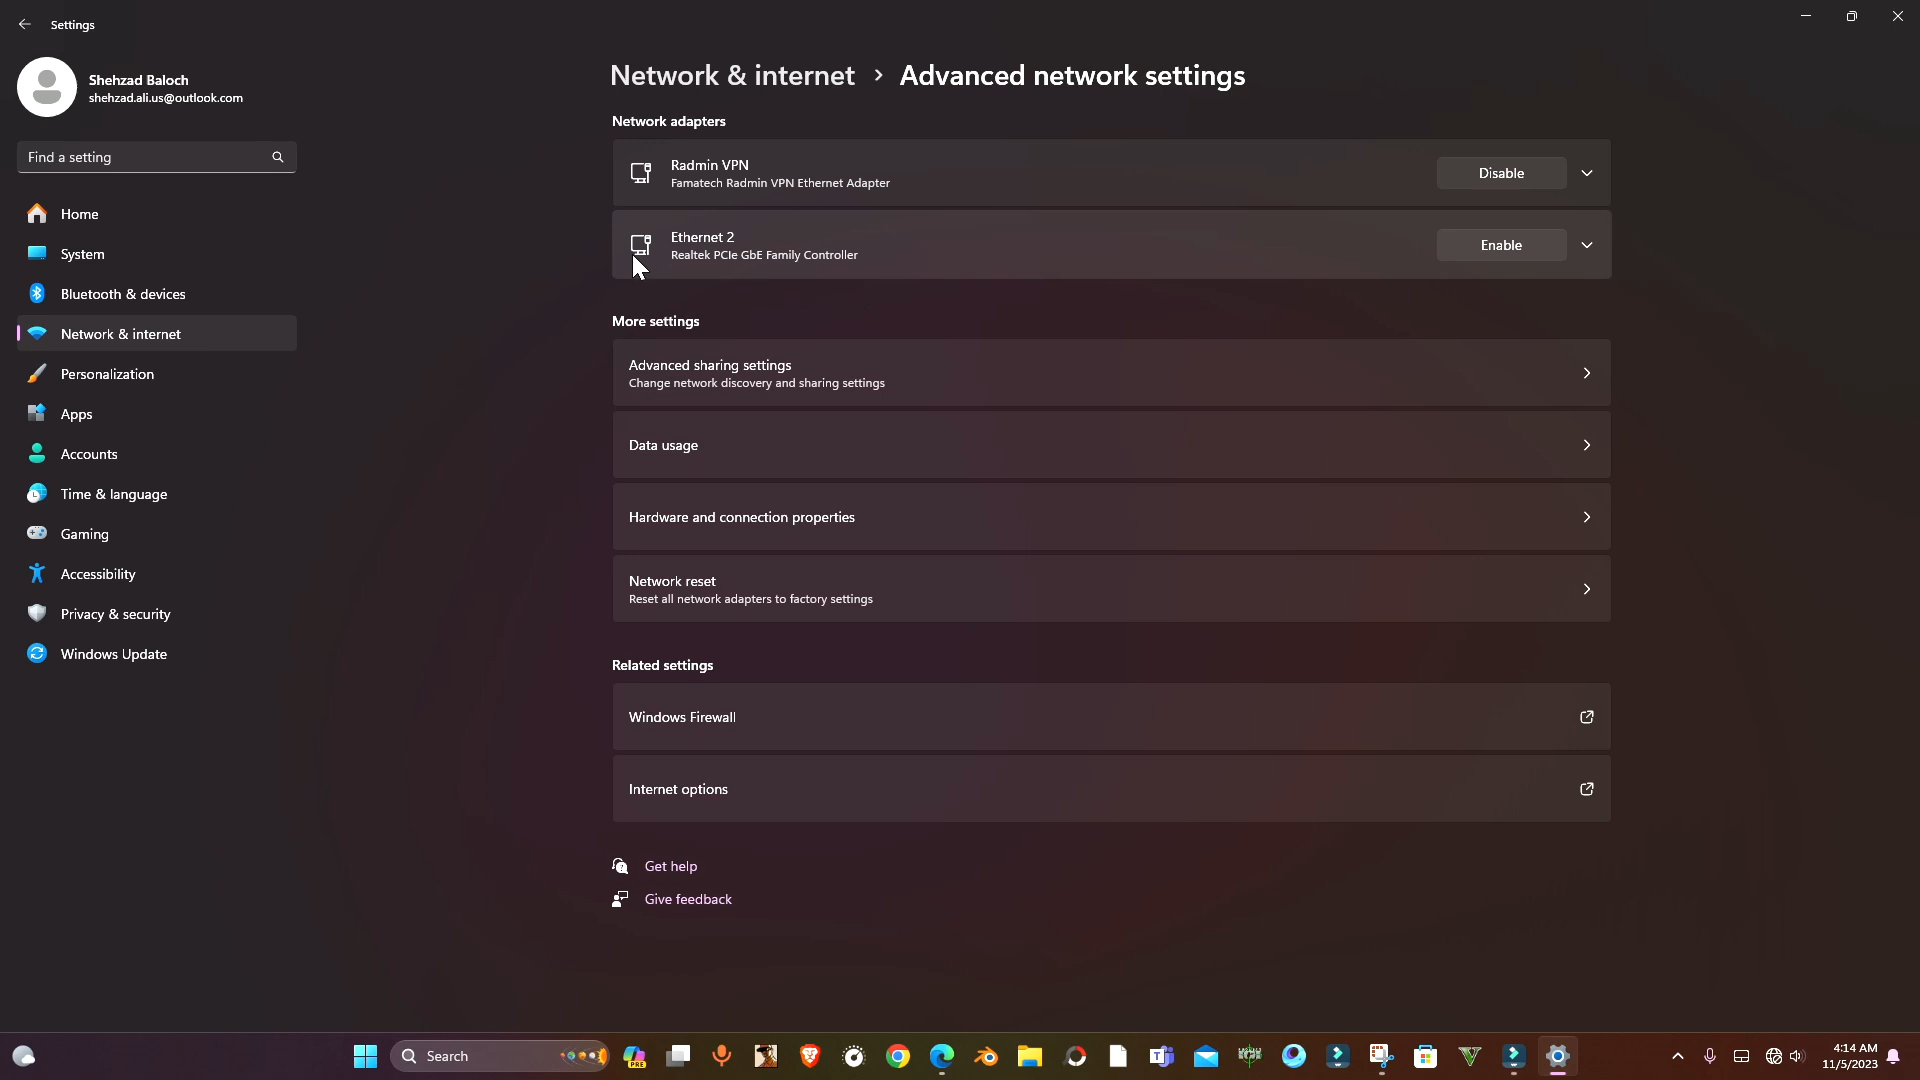 Settings
Shehzad Baloch
shehzad.ali.us@outlook.com
Find a setting
Home
System
Bluetooth & devices
Network & internet
Personalization
Apps
Accounts
Time & language
Gaming
Accessibility
Privacy & security
Windows Update
Network & internet > Advanced network settings
Network adapters
Radmin VPN
Famatech Radmin VPN Ethernet Adapter
Disable
Ethernet 2
Realtek PCIe GbE Family Controller
Enable
More settings
Advanced sharing settings
Change network discovery and sharing settings
Data usage
Hardware and connection properties
Network reset
Reset all network adapters to factory settings
Related settings
Windows Firewall
Internet options
Get help
Give feedback
Search
PRE
4:14 AM
11/5/2023